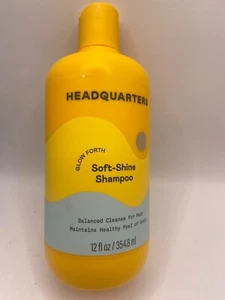 HEADQUARTERS
GLOW FORTH
Soft-Shine
Shampoo
Balanced Cleanse for Hair
Maintains Healthy Feel of
12 fl oz / 354.8 ml